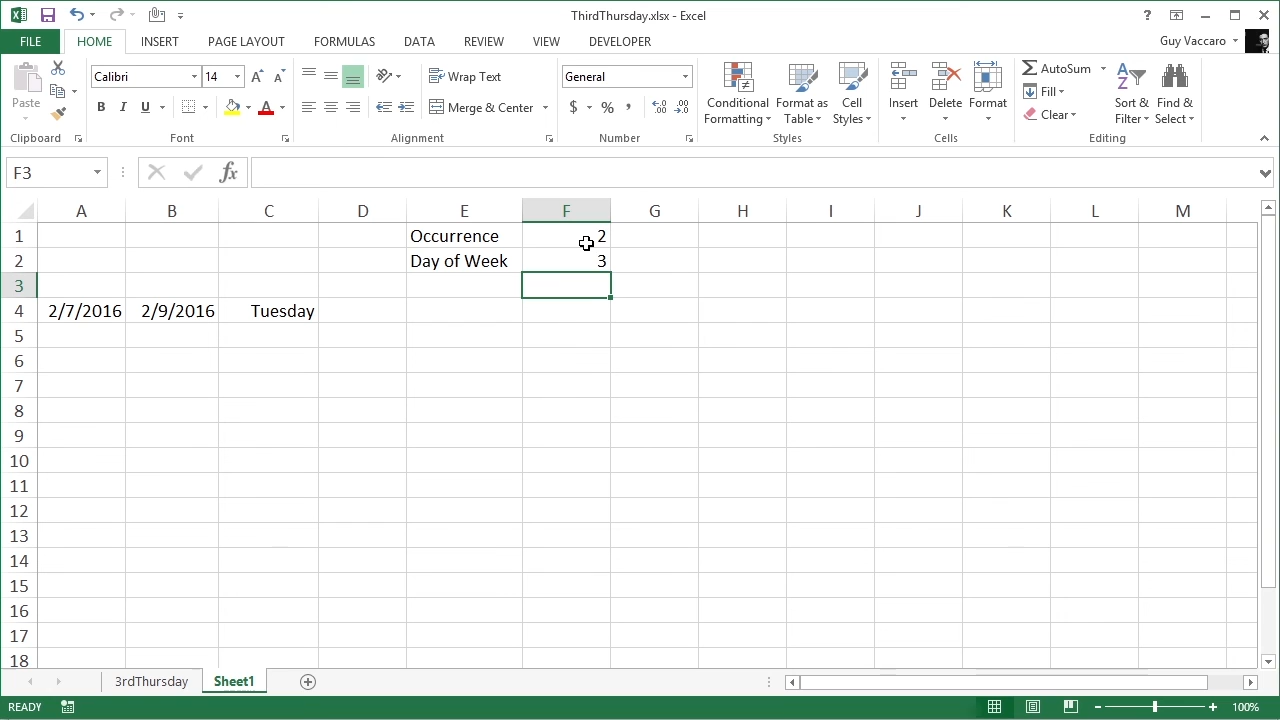 ThirdThursday.xlsx - Excel
FILE HOME INSERT PAGE LAYOUT FORMULAS DATA REVIEW VIEW DEVELOPER Guy Vaccaro
Paste
Clipboard
Calibri 14
B I U A
Font
Wrap Text
Merge & Center
Alignment
General
$ % ,
Number
Conditional Formatting
Format as Table
Cell Styles
Styles
Insert Delete Format
Cells
AutoSum
Fill
Clear
Sort & Filter
Find & Select
Editing
F3 fx
A B C D E F G H I J K L M
1 Occurrence 2
2 Day of Week 3
3
4 2/7/2016 2/9/2016 Tuesday
5
6
7
8
9
10
11
12
13
14
15
16
17
18
3rdThursday Sheet1
READY 100%